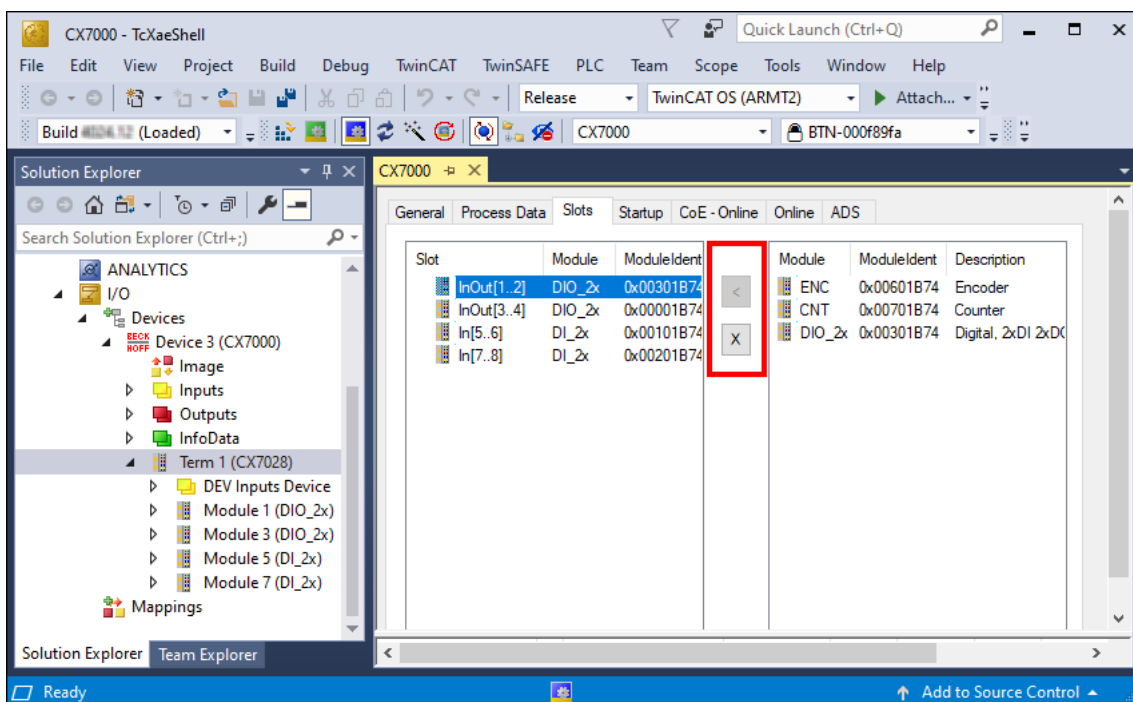 CX7000 - TcXaeShell
Quick Launch (Ctrl+Q)
File Edit View Project Build Debug TwinCAT TwinSAFE PLC Team Scope Tools Window Help
Release TwinCAT OS (ARMT2) Attach...
Build (Loaded) CX7000 BTN-000f89fa
Solution Explorer
Search Solution Explorer (Ctrl+;)
ANALYTICS
I/O
Devices
BECK
HOFF
Device 3 (CX7000)
Image
Inputs
Outputs
InfoData
Term 1 (CX7028)
DEV Inputs Device
Module 1 (DIO_2x)
Module 3 (DIO_2x)
Module 5 (DI_2x)
Module 7 (DI_2x)
Mappings
Solution Explorer Team Explorer
CX7000
General Process Data Slots Startup CoE - Online Online ADS
Slot Module ModuleIdent
InOut[1..2] DIO_2x 0x00301B74
InOut[3..4] DIO_2x 0x00001B74
In[5..6] DI_2x 0x00101B74
In[7..8] DI_2x 0x00201B74
<
X
Module ModuleIdent Description
ENC 0x00601B74 Encoder
CNT 0x00701B74 Counter
DIO_2x 0x00301B74 Digital, 2xDI 2xDO
Ready Add to Source Control